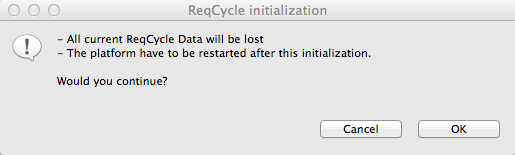 ReqCycle initialization
- All current ReqCycle Data will be lost
- The platform have to be restarted after this initialization.
Would you continue?
Cancel OK